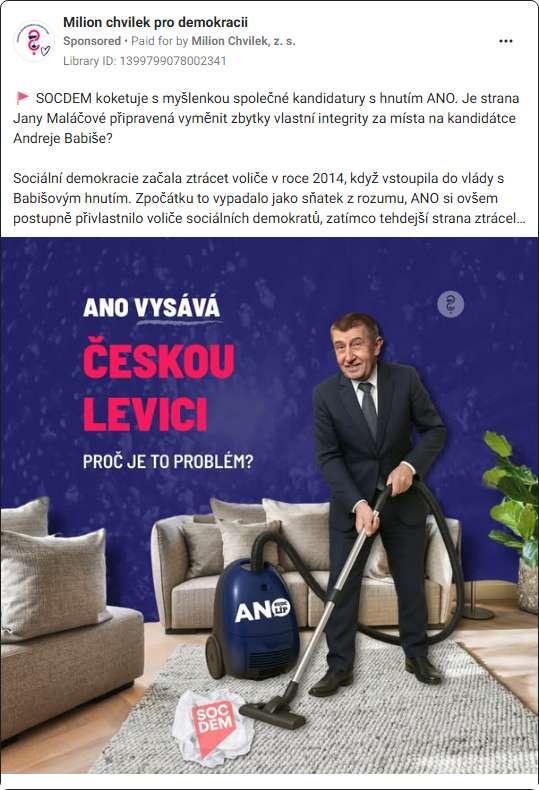 Milion chvilek pro demokracii
Sponsored • Paid for by Milion Chvilek, z. s.
Library ID: 1399799078002341
SOCDEM koketuje s myšlenkou společné kandidatury s hnutím ANO. Je strana
Jany Maláčové připravená vyměnit zbytky vlastní integrity za místa na kandidátce
Andreje Babiše?
Sociální demokracie začala ztrácet voliče v roce 2014, když vstoupila do vlády s
Babišovým hnutím. Zpočátku to vypadalo jako sňatek z rozumu, ANO si ovšem
postupně přivlastnilo voliče sociálních demokratů, zatímco tehdejší strana ztrácel…
ANO VYSÁVÁ
ČESKOU
LEVICI
PROČ JE TO PROBLÉM?
ANO
SOC
DEM